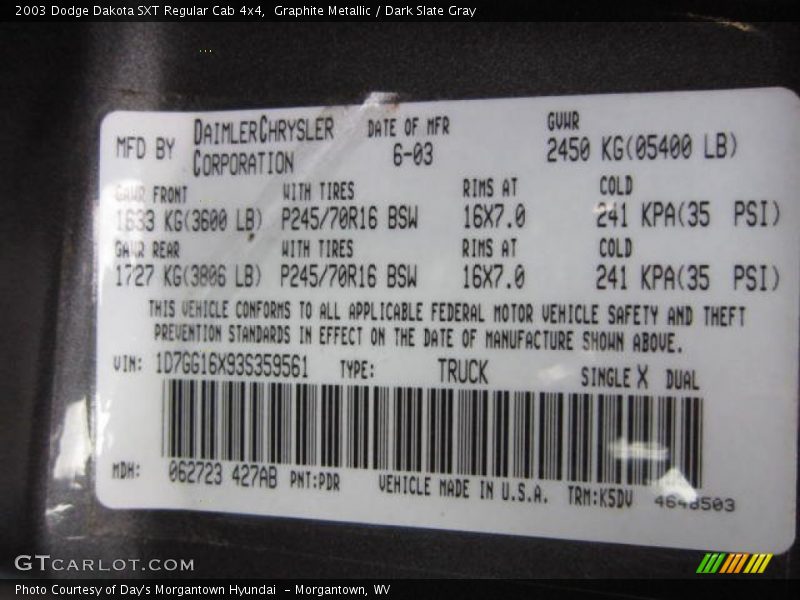 2003 Dodge Dakota SXT Regular Cab 4x4,  Graphite Metallic / Dark Slate Gray
MFD BY DAIMLERCHRYSLER CORPORATION DATE OF MFR 6-03 GVWR 2450 KG(05400 LB)
GAWR FRONT WITH TIRES RIMS AT COLD
1633 KG(3600 LB) P245/70R16 BSW 16X7.0 241 KPA(35 PSI)
GAWR REAR WITH TIRES RIMS AT COLD
1727 KG(3806 LB) P245/70R16 BSW 16X7.0 241 KPA(35 PSI)
THIS VEHICLE CONFORMS TO ALL APPLICABLE FEDERAL MOTOR VEHICLE SAFETY AND THEFT
PREVENTION STANDARDS IN EFFECT ON THE DATE OF MANUFACTURE SHOWN ABOVE.
VIN: 1D7GG16X93S359561 TYPE: TRUCK SINGLE X DUAL
MDH: 062723 427AB PNT:PDR VEHICLE MADE IN U.S.A. TRM:K5DV
GTCARLOT.COM
Photo Courtesy of Day's Morgantown Hyundai  - Morgantown, WV